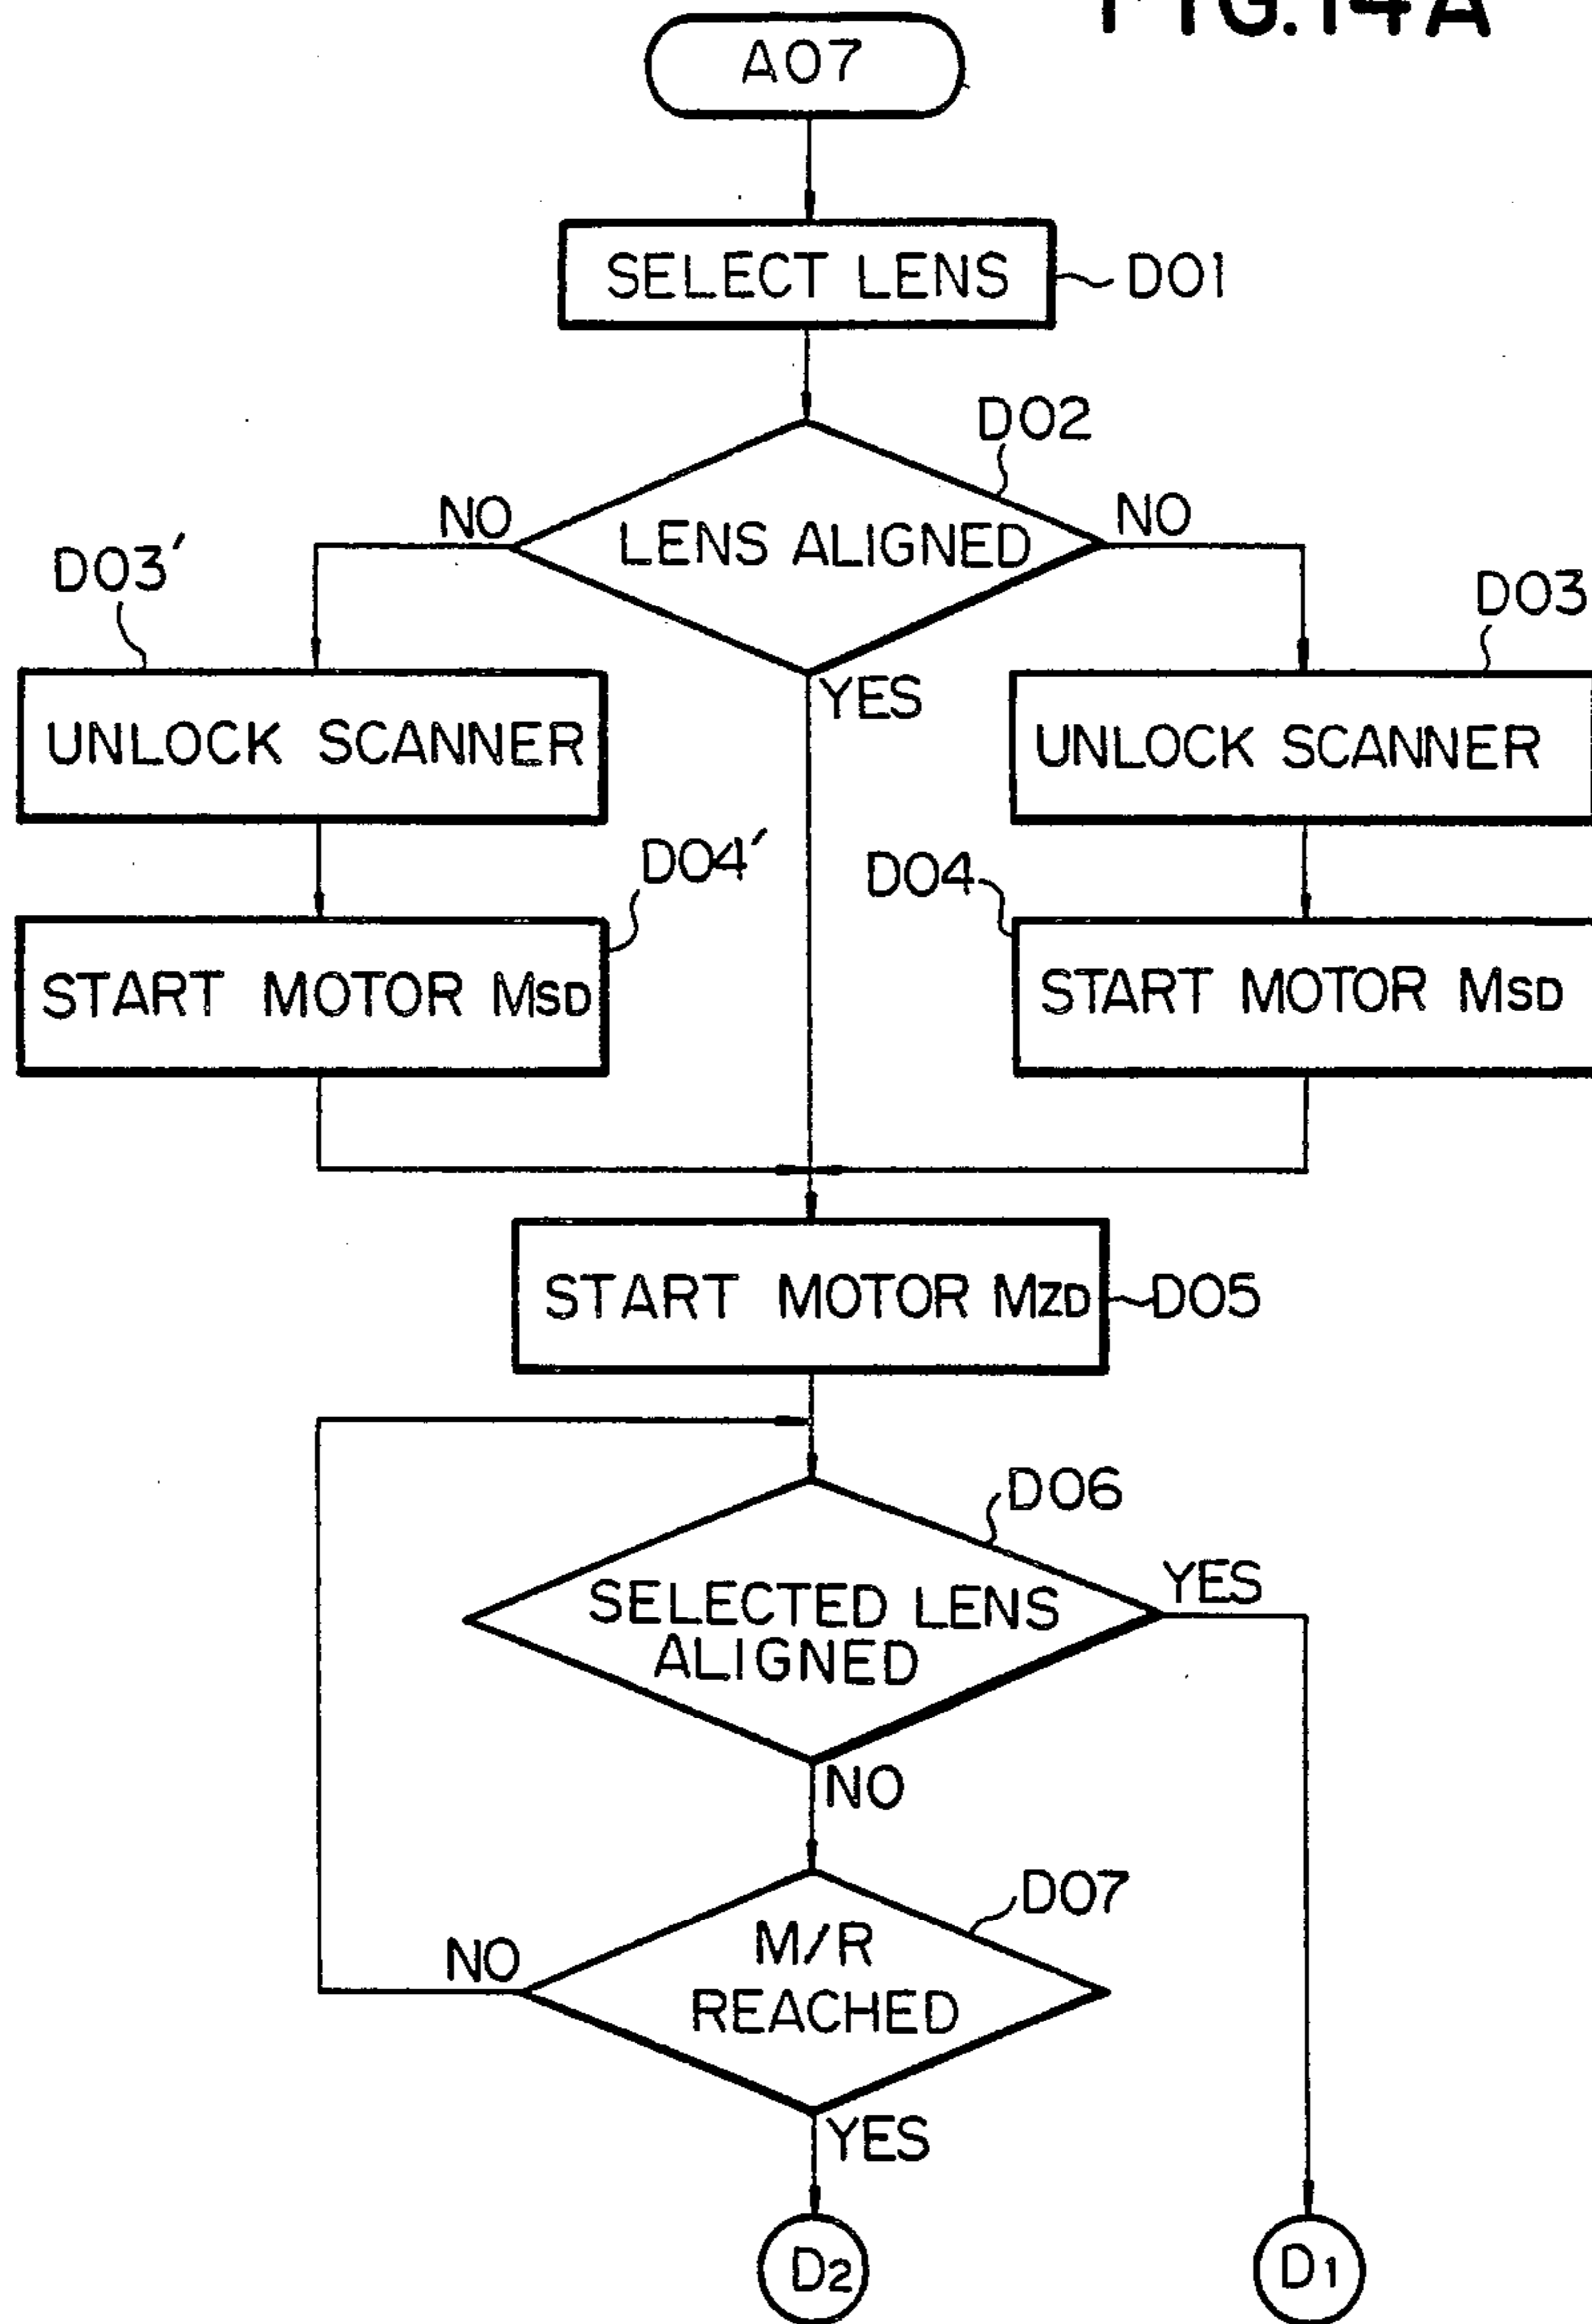 FIG. 14A
A07
SELECT LENS
D01
D02
NO
LENS ALIGNED
NO
D03'
D03
YES
UNLOCK SCANNER
UNLOCK SCANNER
D04'
D04
START MOTOR MSD
START MOTOR MSD
START MOTOR MZD
D05
D06
YES
SELECTED LENS
ALIGNED
NO
D07
M/R
REACHED
NO
YES
D2
D1